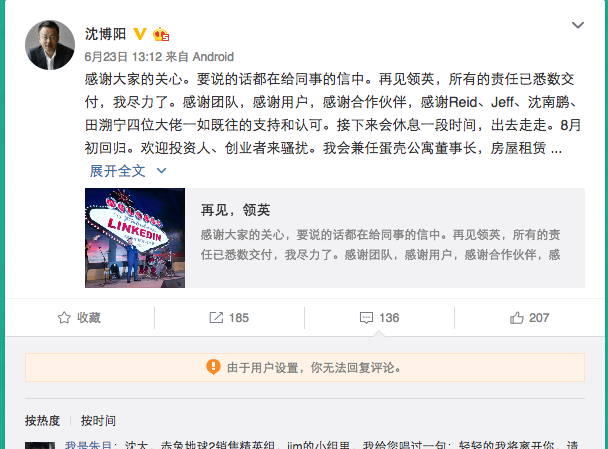 沈博阳
6月23日 13:12 来自 Android
感谢大家的关心。要说的话都在给同事的信中。再见领英，所有的责任已悉数交
付，我尽力了。感谢团队，感谢用户，感谢合作伙伴，感谢Reid、Jeff、沈南鹏、
田溯宁四位大佬一如既往的支持和认可。接下来会休息一段时间，出去走走。8月
初回归。欢迎投资人、创业者来骚扰。我会兼任蛋壳公寓董事长，房屋租赁 ...
展开全文
LINKEDIN
再见，领英
感谢大家的关心，要说的话都在给同事的信中。再见领英，所有的责
任已悉数交付，我尽力了。感谢团队，感谢用户，感谢合作伙伴，感
收藏
185
136
207
由于用户设置，你无法回复评论。
按热度 | 按时间